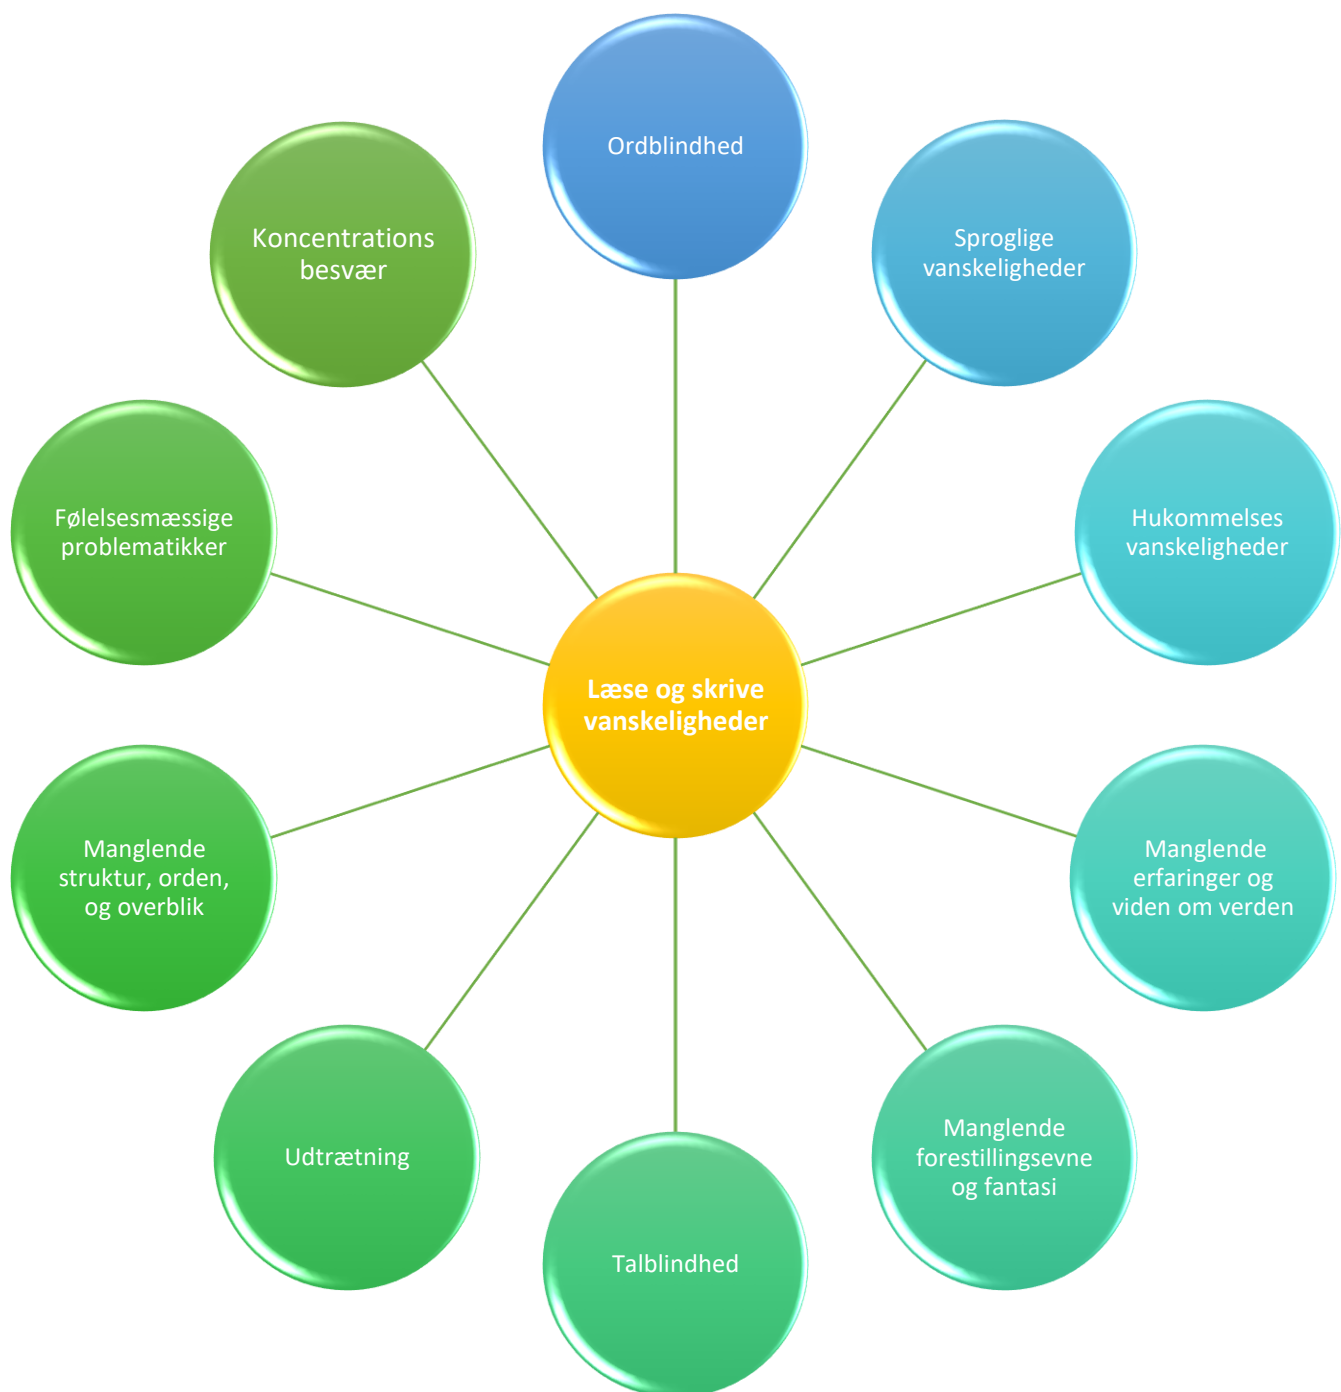 Ordblindhed
Sproglige
vanskeligheder
Hukommelses
vanskeligheder
Manglende
erfaringer og
viden om verden
Manglende
forestillingsevne
og fantasi
Talblindhed
Udtrætning
Manglende
struktur, orden,
og overblik
Følelsesmæssige
problematikker
Koncentrations
besvær
Læse og skrive
vanskeligheder